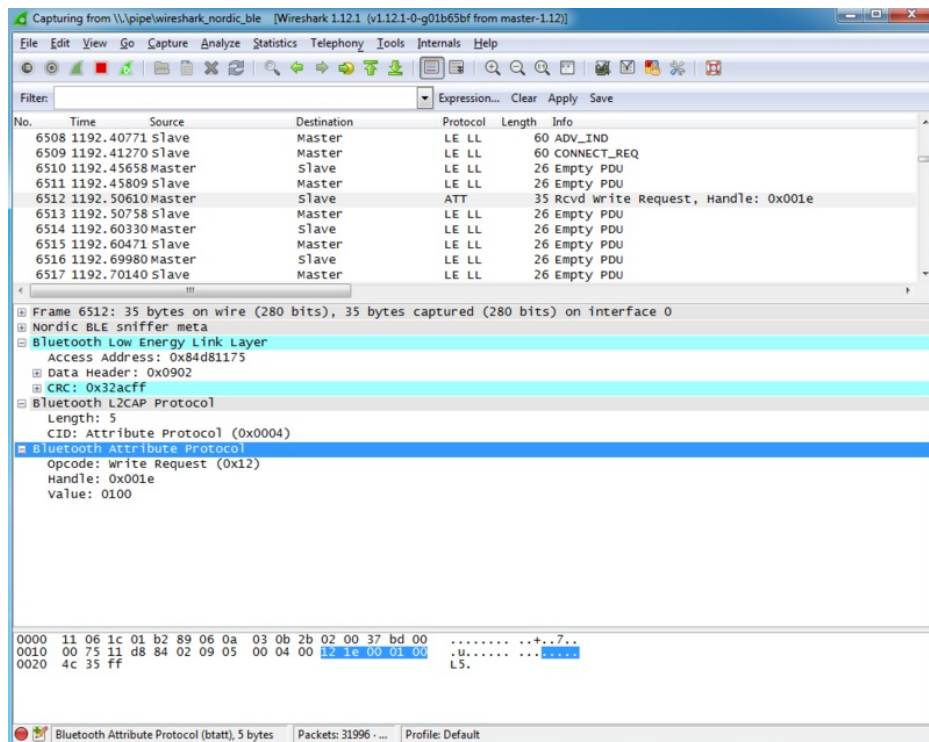 Capturing from \\.\pipe\wireshark_nordic_ble [Wireshark 1.12.1 (v1.12.1-0-g01b65bf from master-1.12)]
File Edit View Go Capture Analyze Statistics Telephony Tools Internals Help
Filter: Expression... Clear Apply Save
No. Time Source Destination Protocol Length Info
6508 1192.40771 Slave Master LE LL 60 ADV_IND
6509 1192.41270 Slave Master LE LL 60 CONNECT_REQ
6510 1192.45658 Master Slave LE LL 26 Empty PDU
6511 1192.45809 Slave Master LE LL 26 Empty PDU
6512 1192.50610 Master Slave ATT 35 Rcvd Write Request, Handle: 0x001e
6513 1192.50758 Slave Master LE LL 26 Empty PDU
6514 1192.60330 Master Slave LE LL 26 Empty PDU
6515 1192.60471 Slave Master LE LL 26 Empty PDU
6516 1192.69980 Master Slave LE LL 26 Empty PDU
6517 1192.70140 Slave Master LE LL 26 Empty PDU
Frame 6512: 35 bytes on wire (280 bits), 35 bytes captured (280 bits) on interface 0
Nordic BLE sniffer meta
Bluetooth Low Energy Link Layer
Access Address: 0x84d81175
Data Header: 0x0902
CRC: 0x32acff
Bluetooth L2CAP Protocol
Length: 5
CID: Attribute Protocol (0x0004)
Bluetooth Attribute Protocol
Opcode: Write Request (0x12)
Handle: 0x001e
Value: 0100
0000 11 06 1c 01 b2 89 06 0a 03 0b 2b 02 00 37 bd 00 ........ ..+..7..
0010 00 75 11 d8 84 02 09 05 00 04 00 12 1e 00 01 00 .u...... ........
0020 4c 35 ff L5.
Bluetooth Attribute Protocol (btatt), 5 bytes Packets: 31996 · ... Profile: Default